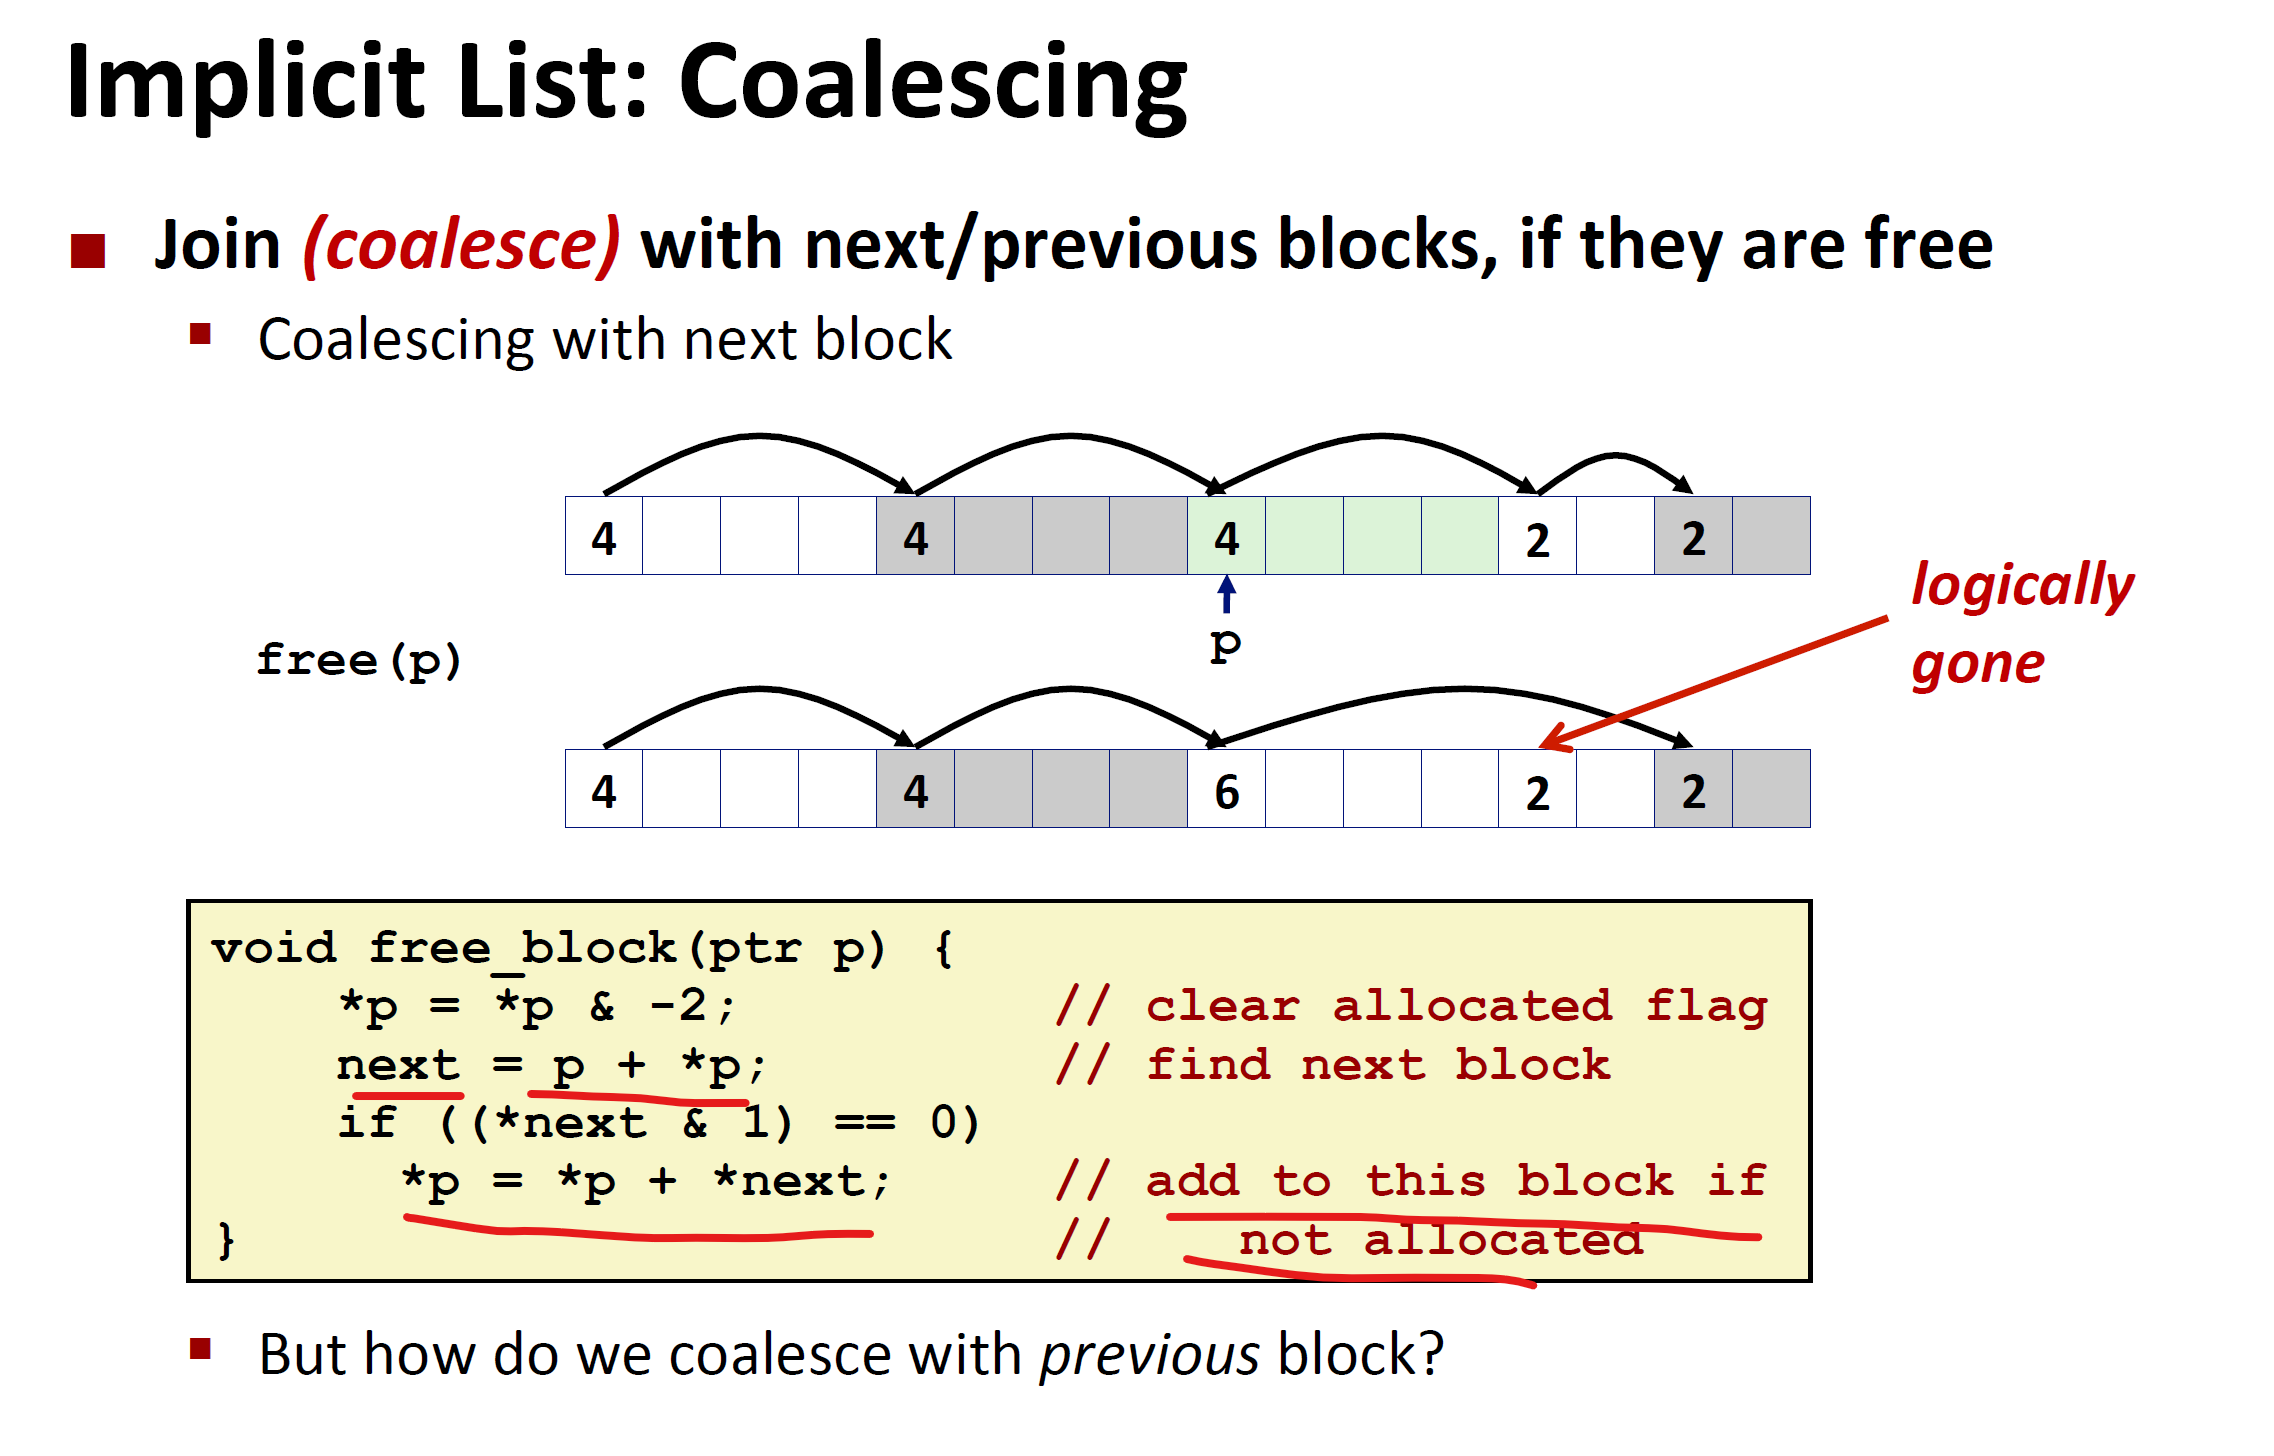 Implicit List: Coalescing
Join (coalesce) with next/previous blocks, if they are free
Coalescing with next block
4 4 4 2 2
p
logically
gone
free(p)
4 4 6 2 2
void free_block(ptr p) {
*p = *p & -2; // clear allocated flag
next = p + *p; // find next block
if ((*next & 1) == 0)
*p = *p + *next; // add to this block if
} // not allocated
But how do we coalesce with previous block?